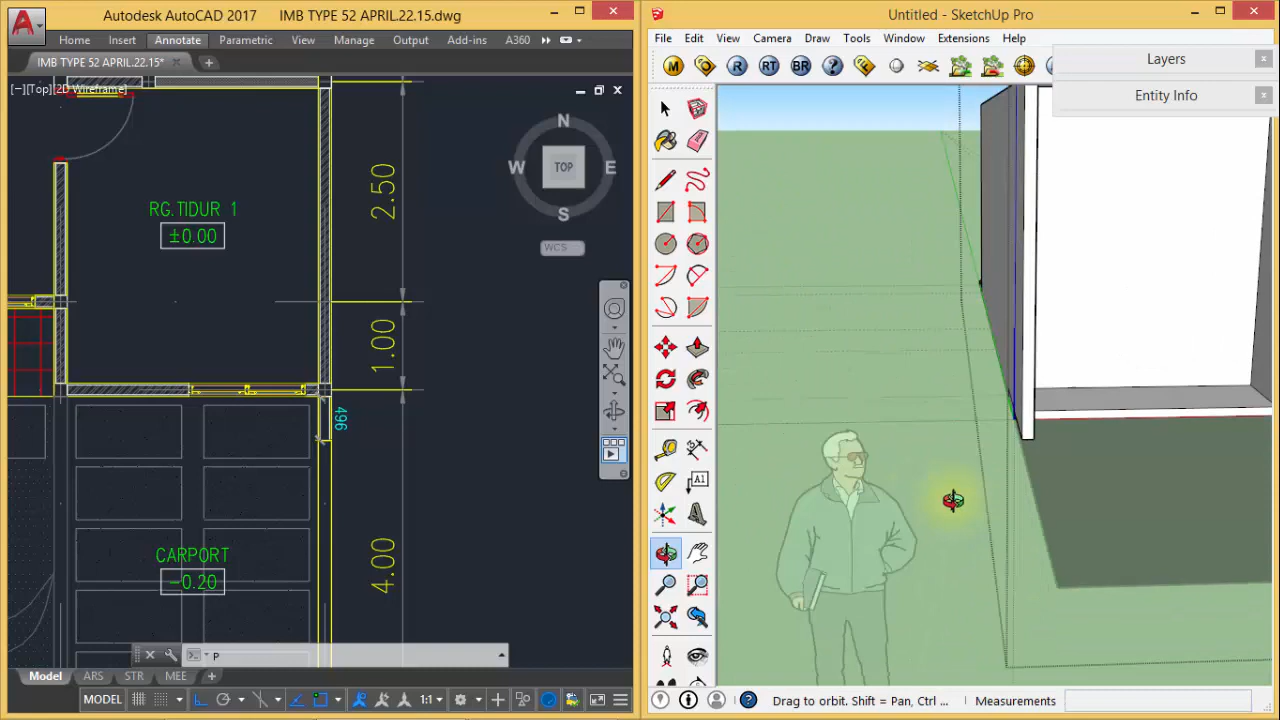 Autodesk AutoCAD 2017 IMB TYPE 52 APRIL.22.15.dwg
Home Insert Annotate Parametric View Manage Output Add-ins A360
IMB TYPE 52 APRIL.22.15*
[−][Top][2D Wireframe]
RG.TIDUR 1
±0.00
2.50
1.00
496
CARPORT
-0.20
4.00
N
W TOP E
S
WCS
P
Model ARS STR MEE
MODEL 1:1
Untitled - SketchUp Pro
File Edit View Camera Draw Tools Window Extensions Help
M R RT BR ?
Layers
Entity Info
A1
Drag to orbit. Shift = Pan, Ctrl ... Measurements